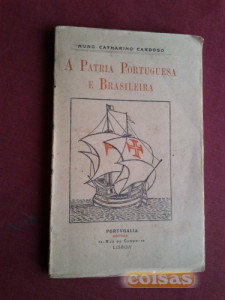 NUNO CATHARINO CARDOSO
A PATRIA PORTUGUESA
E BRASILEIRA
PORTUGALIA
LISBOA
coisas